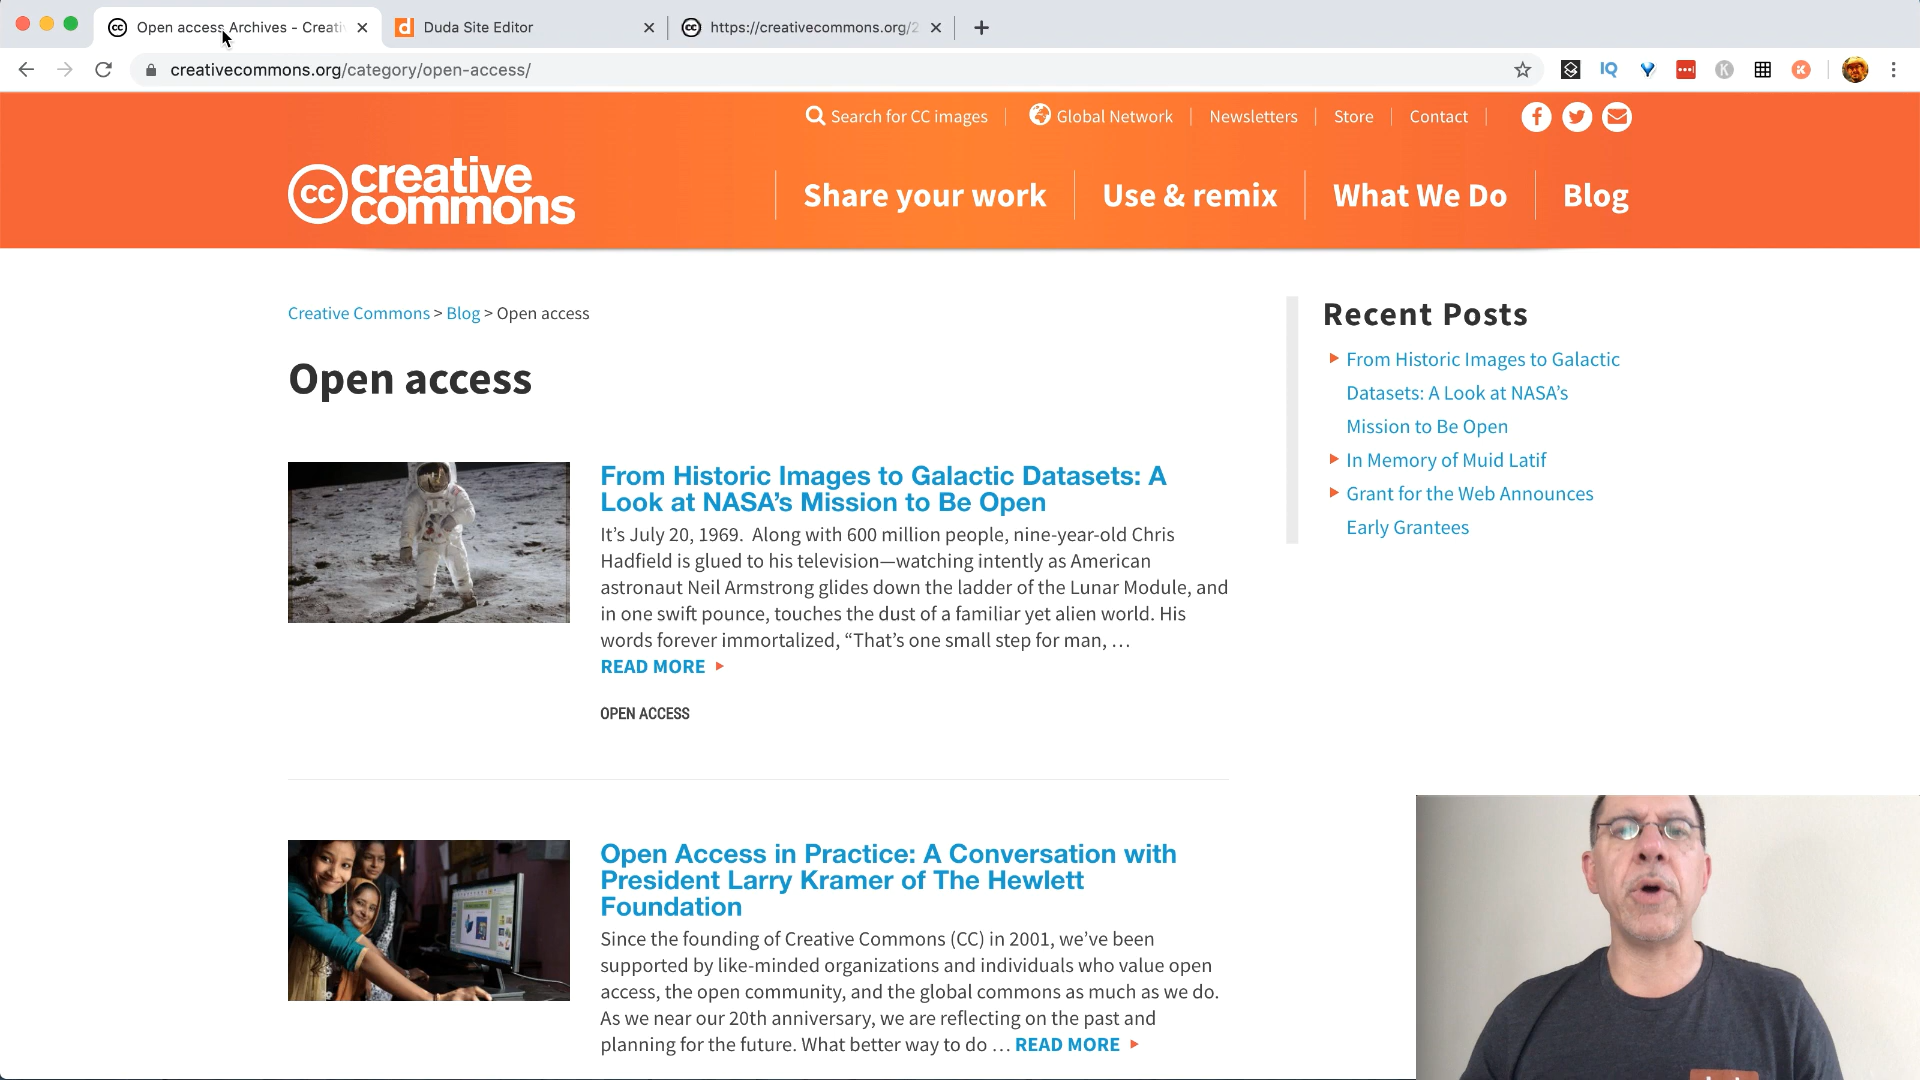 Open access Archives - Creati
Duda Site Editor
https://creativecommons.org/2
creativecommons.org/category/open-access/
IQ
K
K
Search for CC images
Global Network
Newsletters
Store
Contact
cc creative commons
Share your work
Use & remix
What We Do
Blog
Creative Commons > Blog > Open access
Open access
From Historic Images to Galactic Datasets: A
Look at NASA’s Mission to Be Open
It’s July 20, 1969.  Along with 600 million people, nine-year-old Chris
Hadfield is glued to his television—watching intently as American
astronaut Neil Armstrong glides down the ladder of the Lunar Module, and
in one swift pounce, touches the dust of a familiar yet alien world. His
words forever immortalized, “That’s one small step for man, …
READ MORE
OPEN ACCESS
Open Access in Practice: A Conversation with
President Larry Kramer of The Hewlett
Foundation
Since the founding of Creative Commons (CC) in 2001, we’ve been
supported by like-minded organizations and individuals who value open
access, the open community, and the global commons as much as we do.
As we near our 20th anniversary, we are reflecting on the past and
planning for the future. What better way to do … READ MORE
Recent Posts
From Historic Images to Galactic
Datasets: A Look at NASA’s
Mission to Be Open
In Memory of Muid Latif
Grant for the Web Announces
Early Grantees